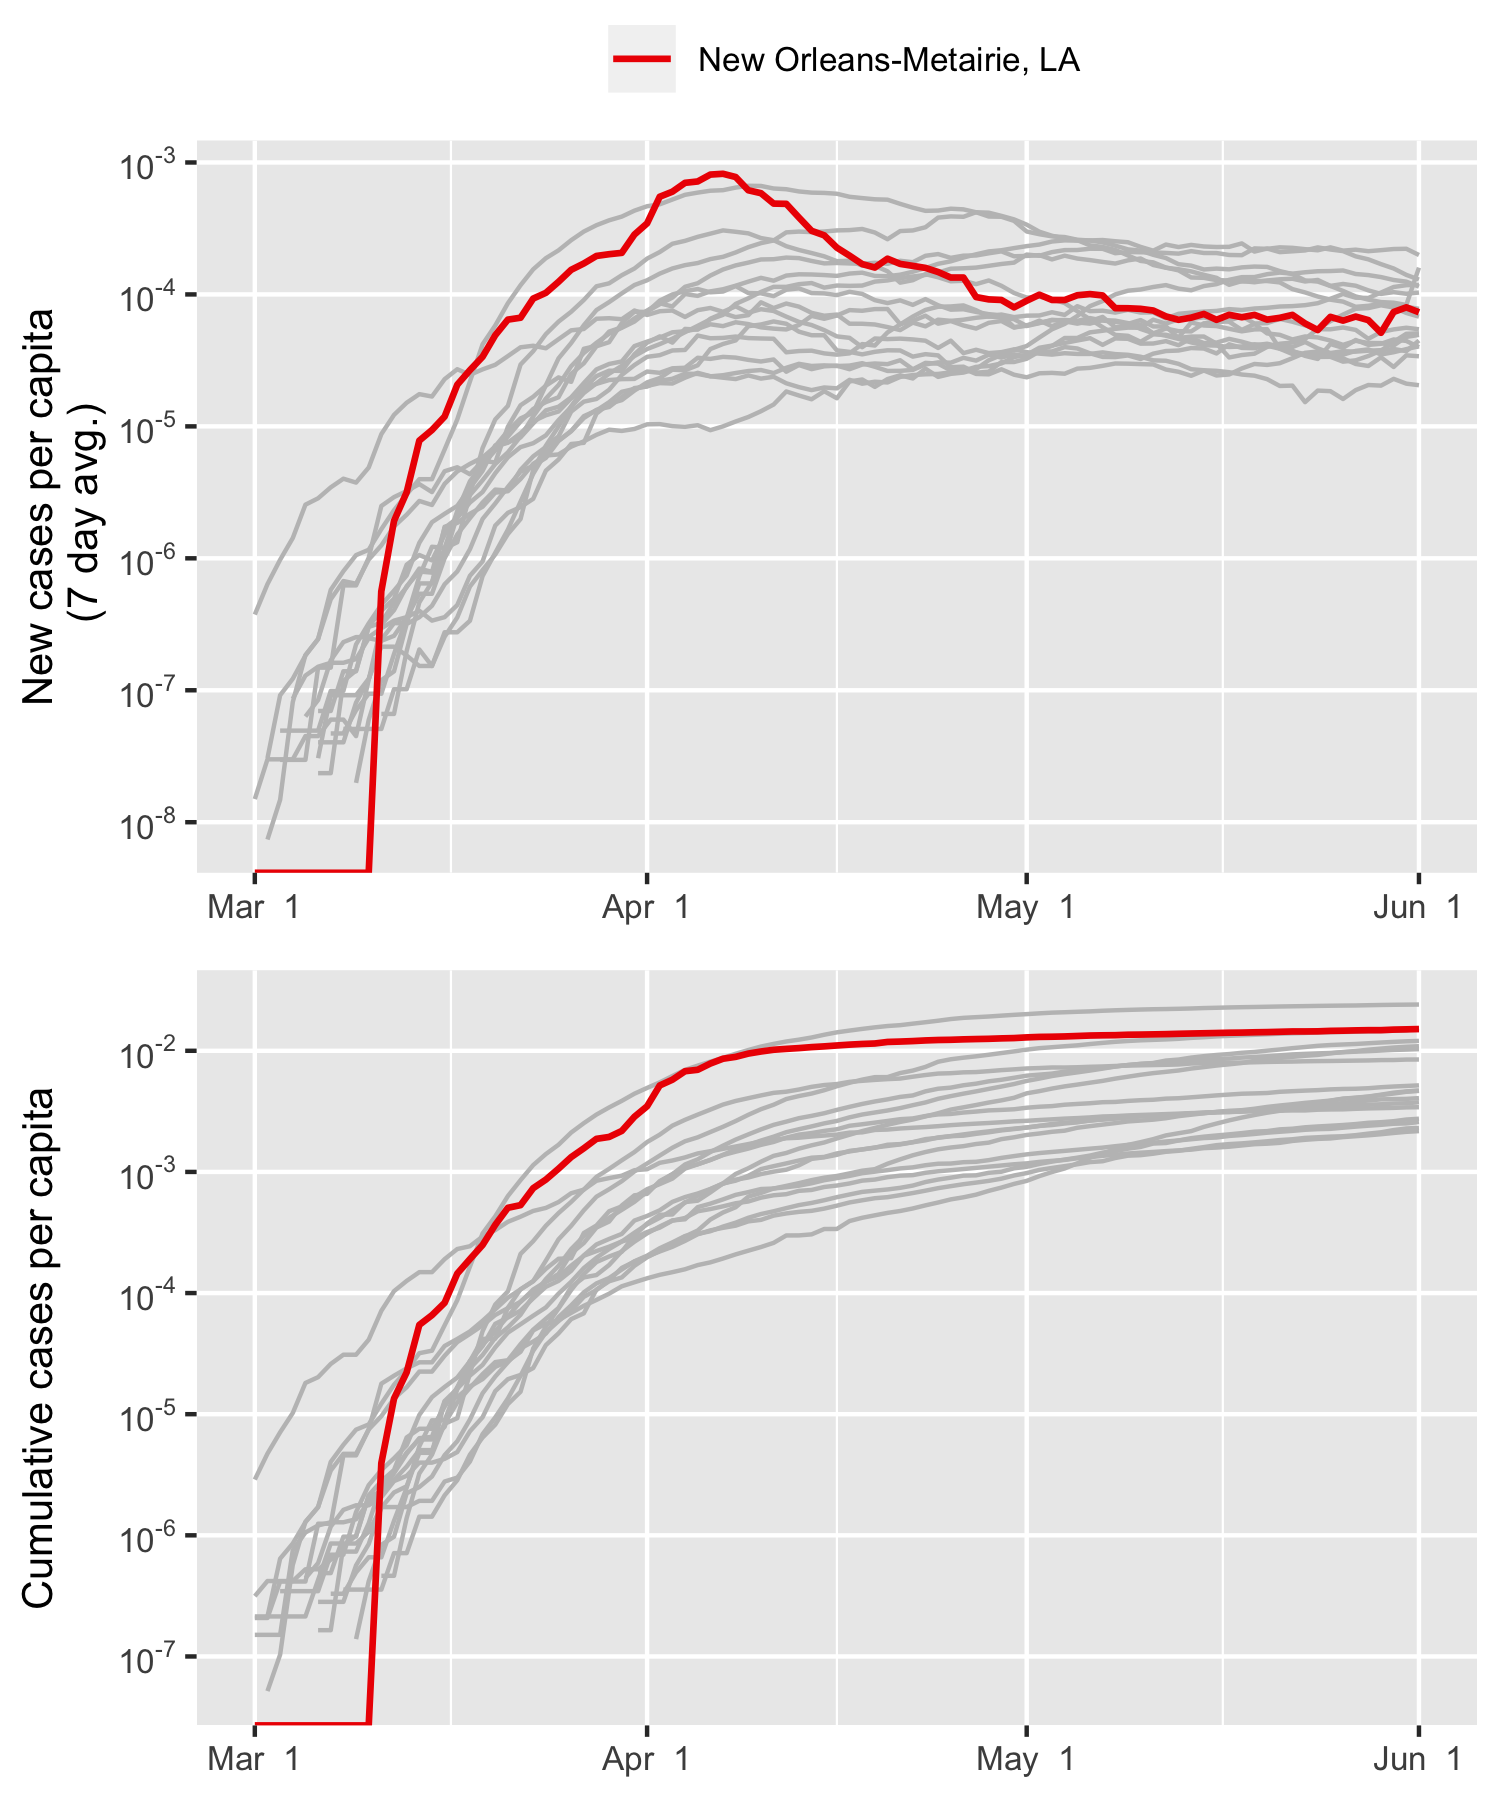 New Orleans-Metairie, LA
New cases per capita
(7 day avg.)
10-3
10-4
10-5
10-6
10-7
10-8
Mar 1 Apr 1 May 1 Jun 1
Cumulative cases per capita
10-2
10-3
10-4
10-5
10-6
10-7
Mar 1 Apr 1 May 1 Jun 1